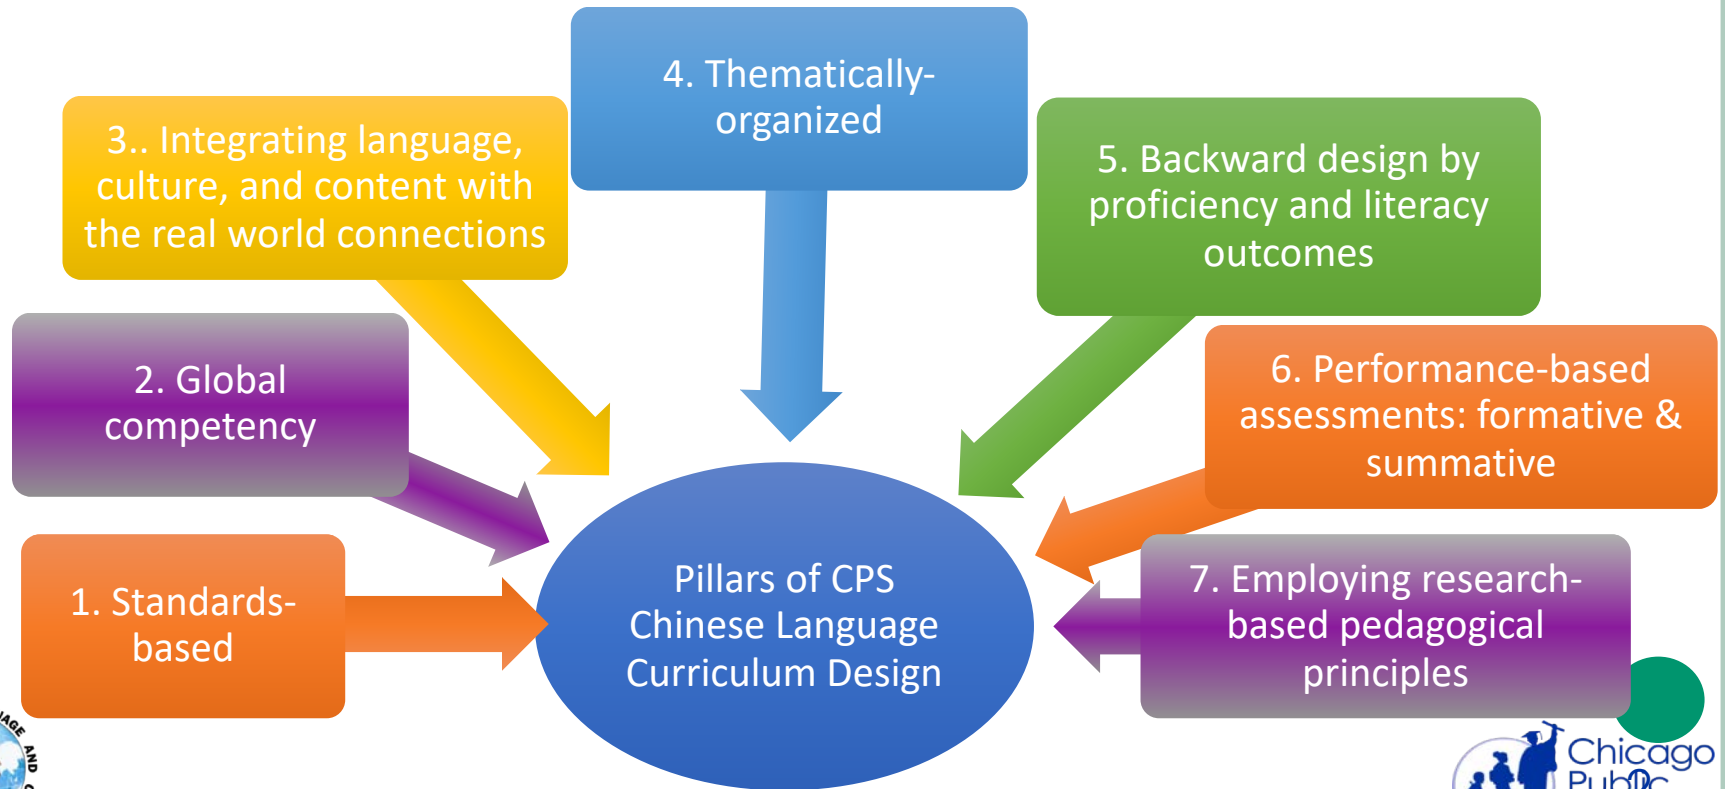 4. Thematically-
organized
3.. Integrating language,
culture, and content with
the real world connections
5. Backward design by
proficiency and literacy
outcomes
2. Global
competency
6. Performance-based
assessments: formative &
summative
1. Standards-
based
Pillars of CPS
Chinese Language
Curriculum Design
7. Employing research-
based pedagogical
principles
AND
Chicago